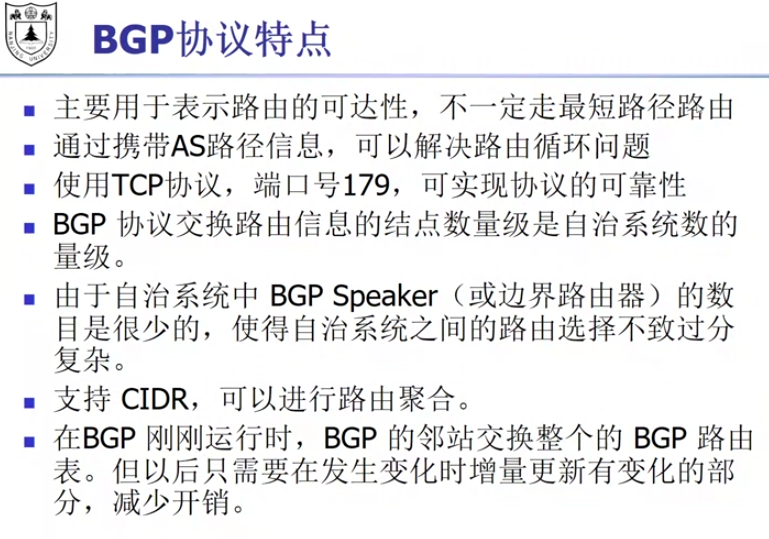 NANJING UNIVERSITY
BGP协议特点
主要用于表示路由的可达性，不一定走最短路径路由
通过携带AS路径信息，可以解决路由循环问题
使用TCP协议，端口号179，可实现协议的可靠性
BGP 协议交换路由信息的结点数量级是自治系统数的
量级。
由于自治系统中 BGP Speaker（或边界路由器）的数
目是很少的，使得自治系统之间的路由选择不致过分
复杂。
支持 CIDR，可以进行路由聚合。
在BGP 刚刚运行时，BGP 的邻站交换整个的 BGP 路由
表。但以后只需要在发生变化时增量更新有变化的部
分，减少开销。